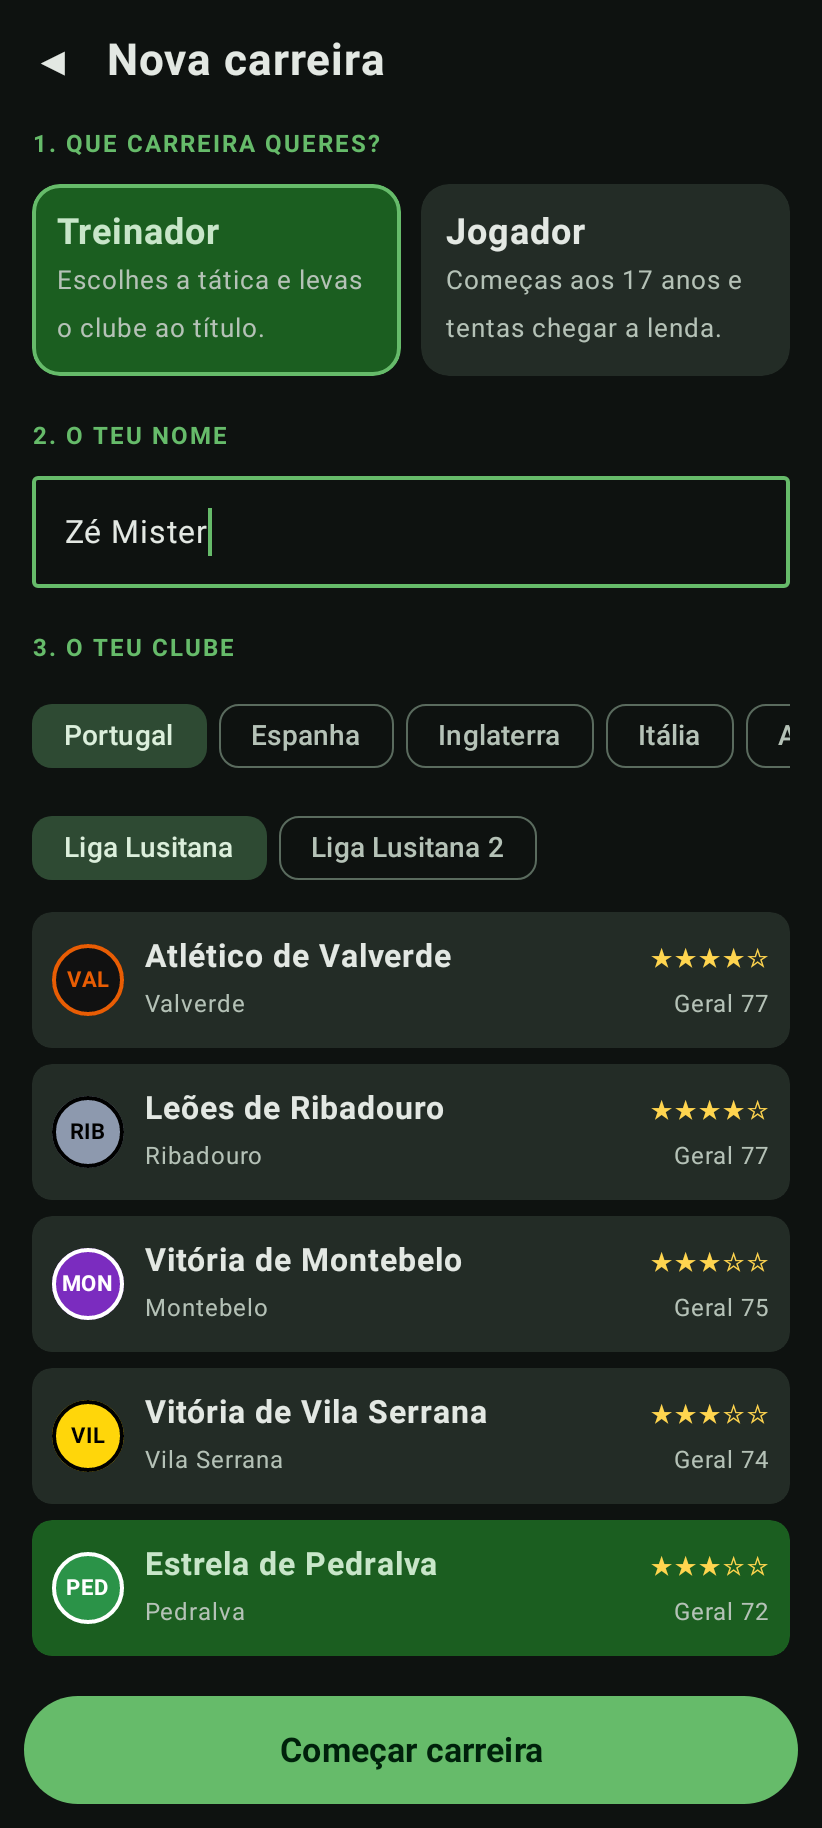 ◄ Nova carreira
1. QUE CARREIRA QUERES?
Treinador
Escolhes a tática e levas
o clube ao título.
Jogador
Começas aos 17 anos e
tentas chegar a lenda.
2. O TEU NOME
Zé Mister
3. O TEU CLUBE
Portugal Espanha Inglaterra Itália
Liga Lusitana Liga Lusitana 2
VAL Atlético de Valverde ★★★★☆
Valverde Geral 77
RIB Leões de Ribadouro ★★★★☆
Ribadouro Geral 77
MON Vitória de Montebelo ★★★☆☆
Montebelo Geral 75
VIL Vitória de Vila Serrana ★★★☆☆
Vila Serrana Geral 74
PED Estrela de Pedralva ★★★☆☆
Pedralva Geral 72
Começar carreira